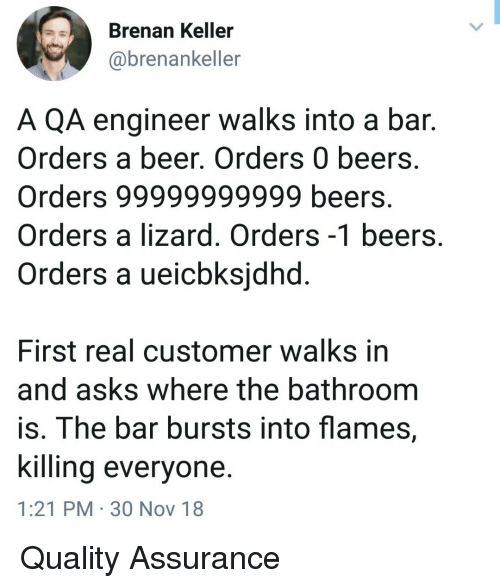 Brenan Keller
@brenankeller
A QA engineer walks into a bar.
Orders a beer. Orders 0 beers.
Orders 99999999999 beers.
Orders a lizard. Orders -1 beers.
Orders a ueicbksjdhd.
First real customer walks in
and asks where the bathroom
is. The bar bursts into flames,
killing everyone.
1:21 PM · 30 Nov 18
Quality Assurance